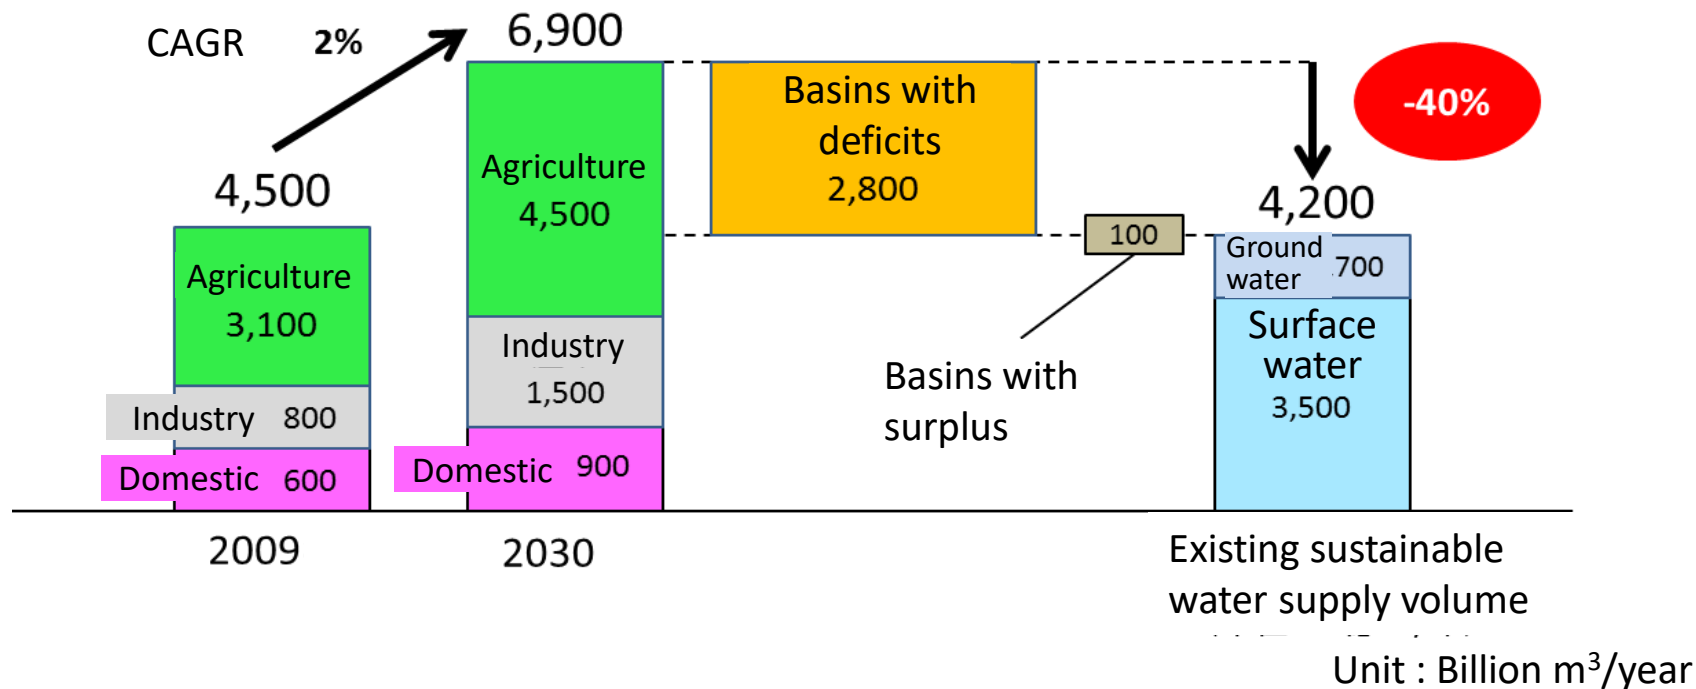 CAGR 2%
4,500
Agriculture
3,100
Industry 800
Domestic 600
2009
6,900
Agriculture
4,500
Industry
1,500
Domestic 900
2030
Basins with
deficits
2,800
100
Basins with
surplus
-40%
4,200
Ground
water 700
Surface
water
3,500
Existing sustainable
water supply volume
Unit : Billion m³/year